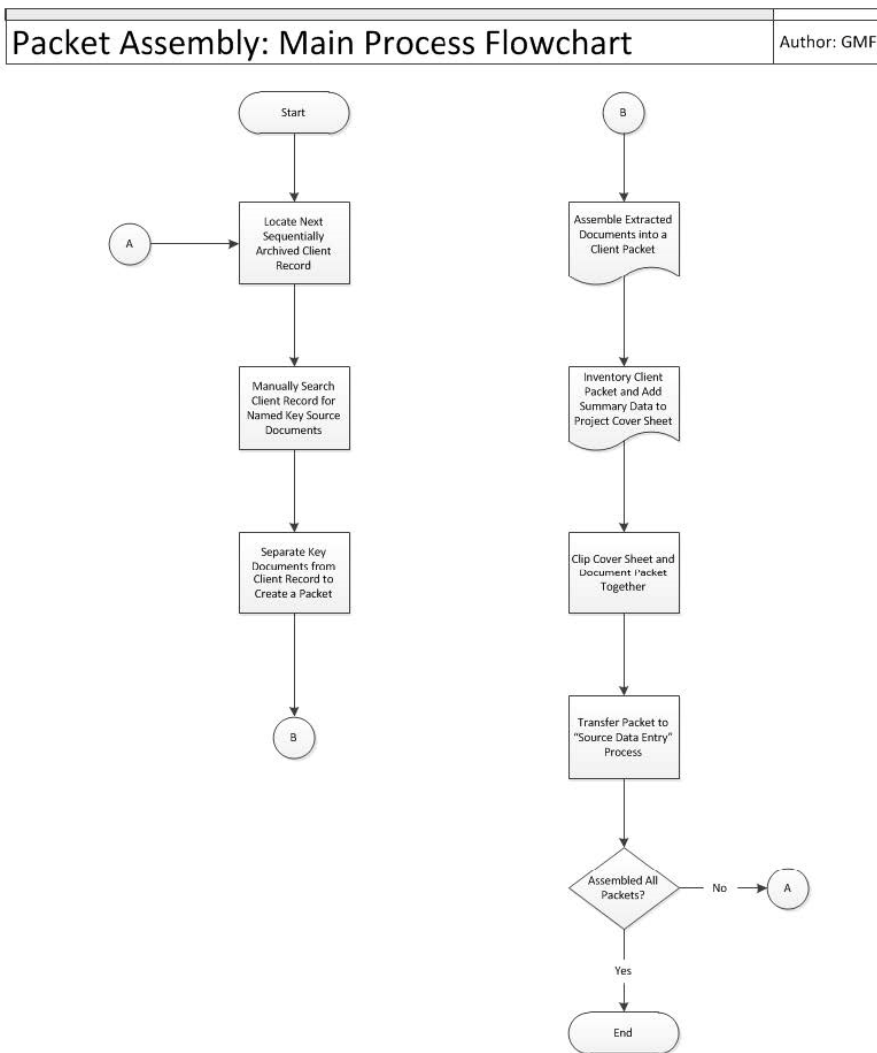 Packet Assembly: Main Process Flowchart
Author: GMF
Start
A
Locate Next
Sequentially
Archived Client
Record
Manually Search
Client Record for
Named Key Source
Documents
Separate Key
Documents from
Client Record to
Create a Packet
B
B
Assemble Extracted
Documents into a
Client Packet
Inventory Client
Packet and Add
Summary Data to
Project Cover Sheet
Clip Cover Sheet and
Document Packet
Together
Transfer Packet to
"Source Data Entry"
Process
Assembled All
Packets?
No
A
Yes
End